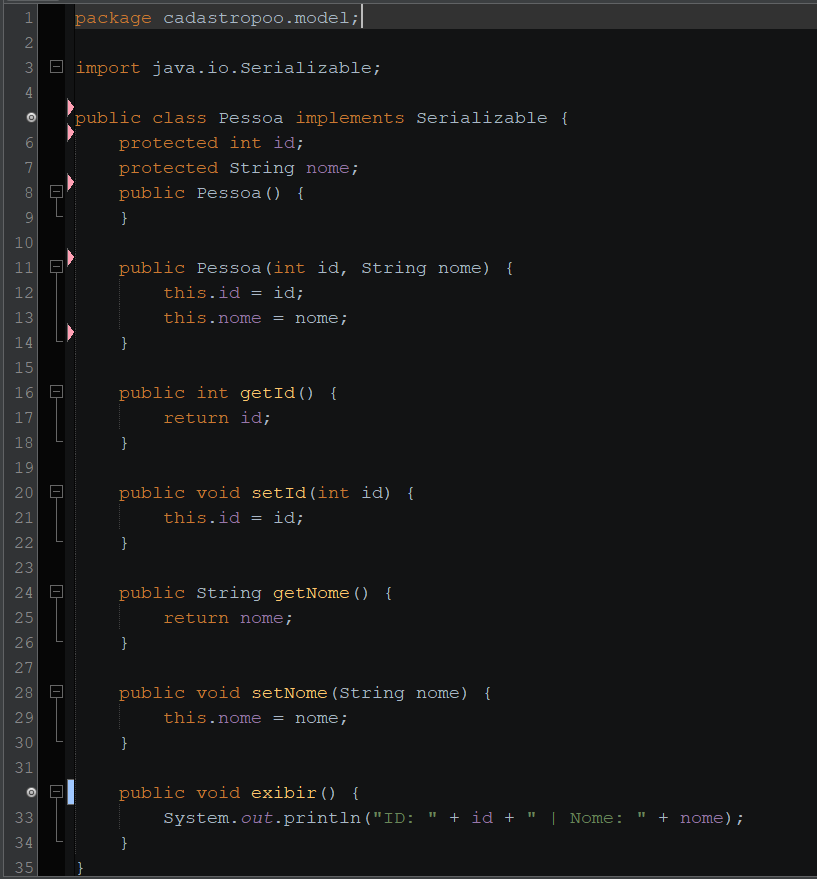 1 package cadastropoo.model;
2
3 import java.io.Serializable;
4
public class Pessoa implements Serializable {
6 protected int id;
7 protected String nome;
8 public Pessoa() {
9 }
10
11 public Pessoa(int id, String nome) {
12 this.id = id;
13 this.nome = nome;
14 }
15
16 public int getId() {
17 return id;
18 }
19
20 public void setId(int id) {
21 this.id = id;
22 }
23
24 public String getNome() {
25 return nome;
26 }
27
28 public void setNome(String nome) {
29 this.nome = nome;
30 }
31
public void exibir() {
33 System.out.println("ID: " + id + " | Nome: " + nome);
34 }
35 }